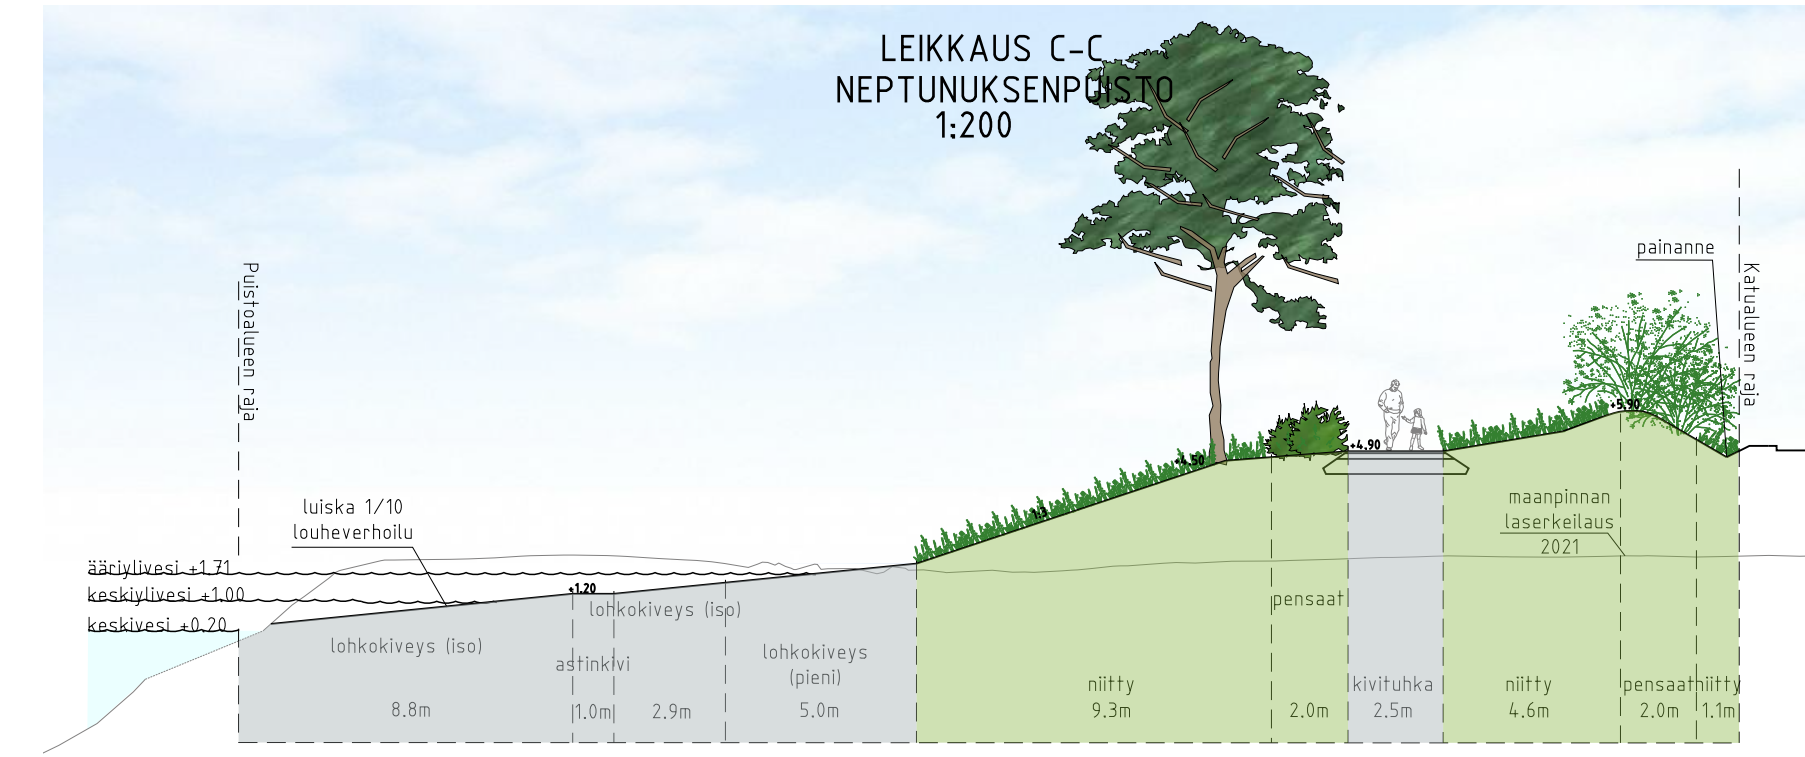 LEIKKAUS C-C
NEPTUNUKSENPUISTO
1:200
painanne
Puistoalueen raja
Katualueen raja
+5.90
+4.90
+4.50
1:3
luiska 1/10
louheverhoilu
maanpinnan
laserkeilaus
2021
ääriylivesi +1.71
keskiylivesi +1.00
keskivesi +0.20
+1.20
lohkokiveys (iso)
pensaat
lohkokiveys (iso)
astinkivi
lohkokiveys
(pieni)
niitty
kivituhka
niitty
pensaat
niitty
8.8m
1.0m
2.9m
5.0m
9.3m
2.0m
2.5m
4.6m
2.0m
1.1m